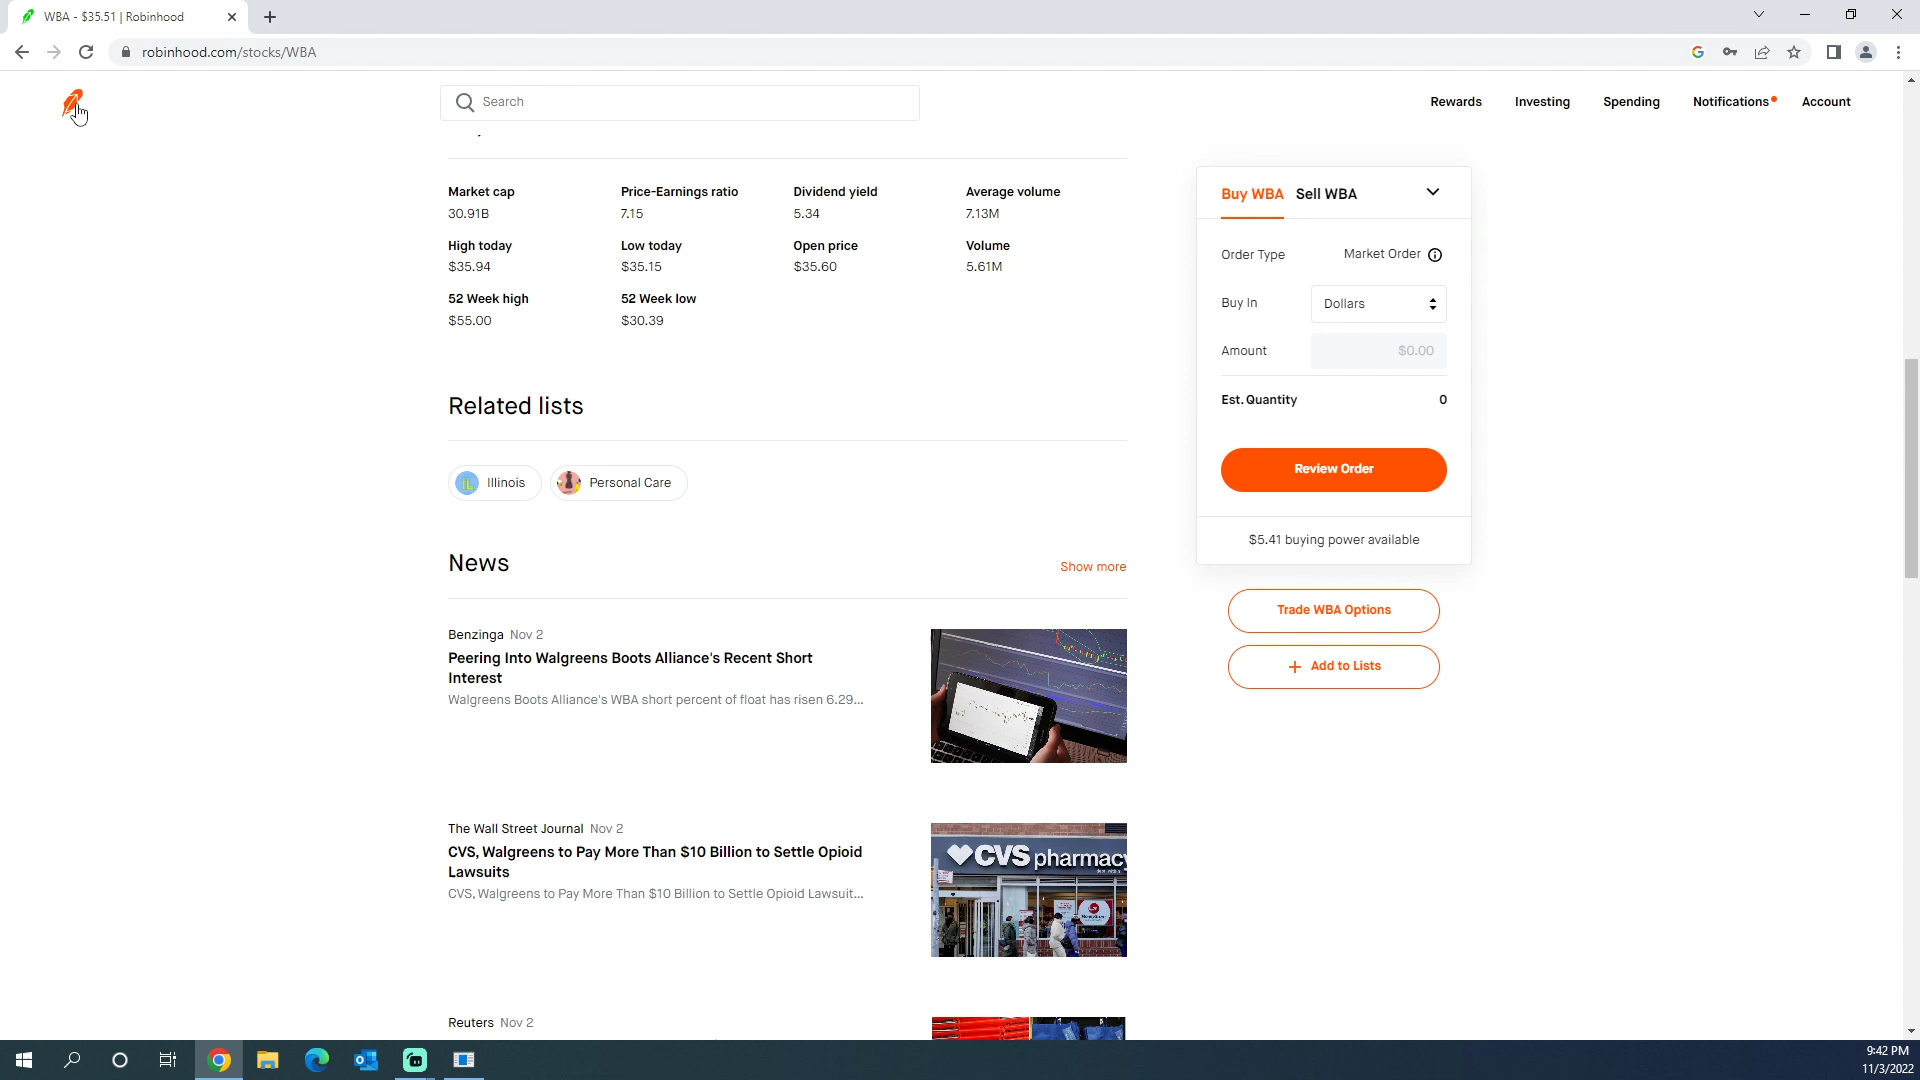 WBA - $35.51 | Robinhood
robinhood.com/stocks/WBA
Search
Rewards
Investing
Spending
Notifications
Account
Market cap
30.91B
Price-Earnings ratio
7.15
Dividend yield
5.34
Average volume
7.13M
High today
$35.94
Low today
$35.15
Open price
$35.60
Volume
5.61M
52 Week high
$55.00
52 Week low
$30.39
Related lists
IL
Illinois
Personal Care
News
Show more
Benzinga Nov 2
Peering Into Walgreens Boots Alliance's Recent Short
Interest
Walgreens Boots Alliance's WBA short percent of float has risen 6.29...
The Wall Street Journal Nov 2
CVS, Walgreens to Pay More Than $10 Billion to Settle Opioid
Lawsuits
CVS, Walgreens to Pay More Than $10 Billion to Settle Opioid Lawsuit...
CVS pharmacy
Reuters Nov 2
Buy WBA Sell WBA
Order Type
Market Order
Buy In
Dollars
Amount
$0.00
Est. Quantity
0
Review Order
$5.41 buying power available
Trade WBA Options
+ Add to Lists
9:42 PM
11/3/2022